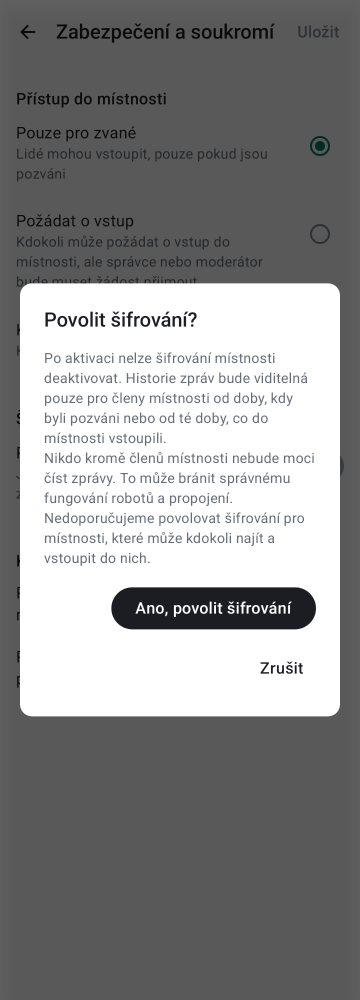 Zabezpečení a soukromí
Uložit
Přístup do místnosti
Pouze pro zvané
Lidé mohou vstoupit, pouze pokud jsou
pozváni
Požádat o vstup
Kdokoli může požádat o vstup do
místnosti, ale správce nebo moderátor
bude muset žádost přijmout
Povolit šifrování?
Po aktivaci nelze šifrování místnosti
deaktivovat. Historie zpráv bude viditelná
pouze pro členy místnosti od doby, kdy
byli pozváni nebo od té doby, co do
místnosti vstoupili.
Nikdo kromě členů místnosti nebude moci
číst zprávy. To může bránit správnému
fungování robotů a propojení.
Nedoporučujeme povolovat šifrování pro
místnosti, které může kdokoli najít a
vstoupit do nich.
Ano, povolit šifrování
Zrušit